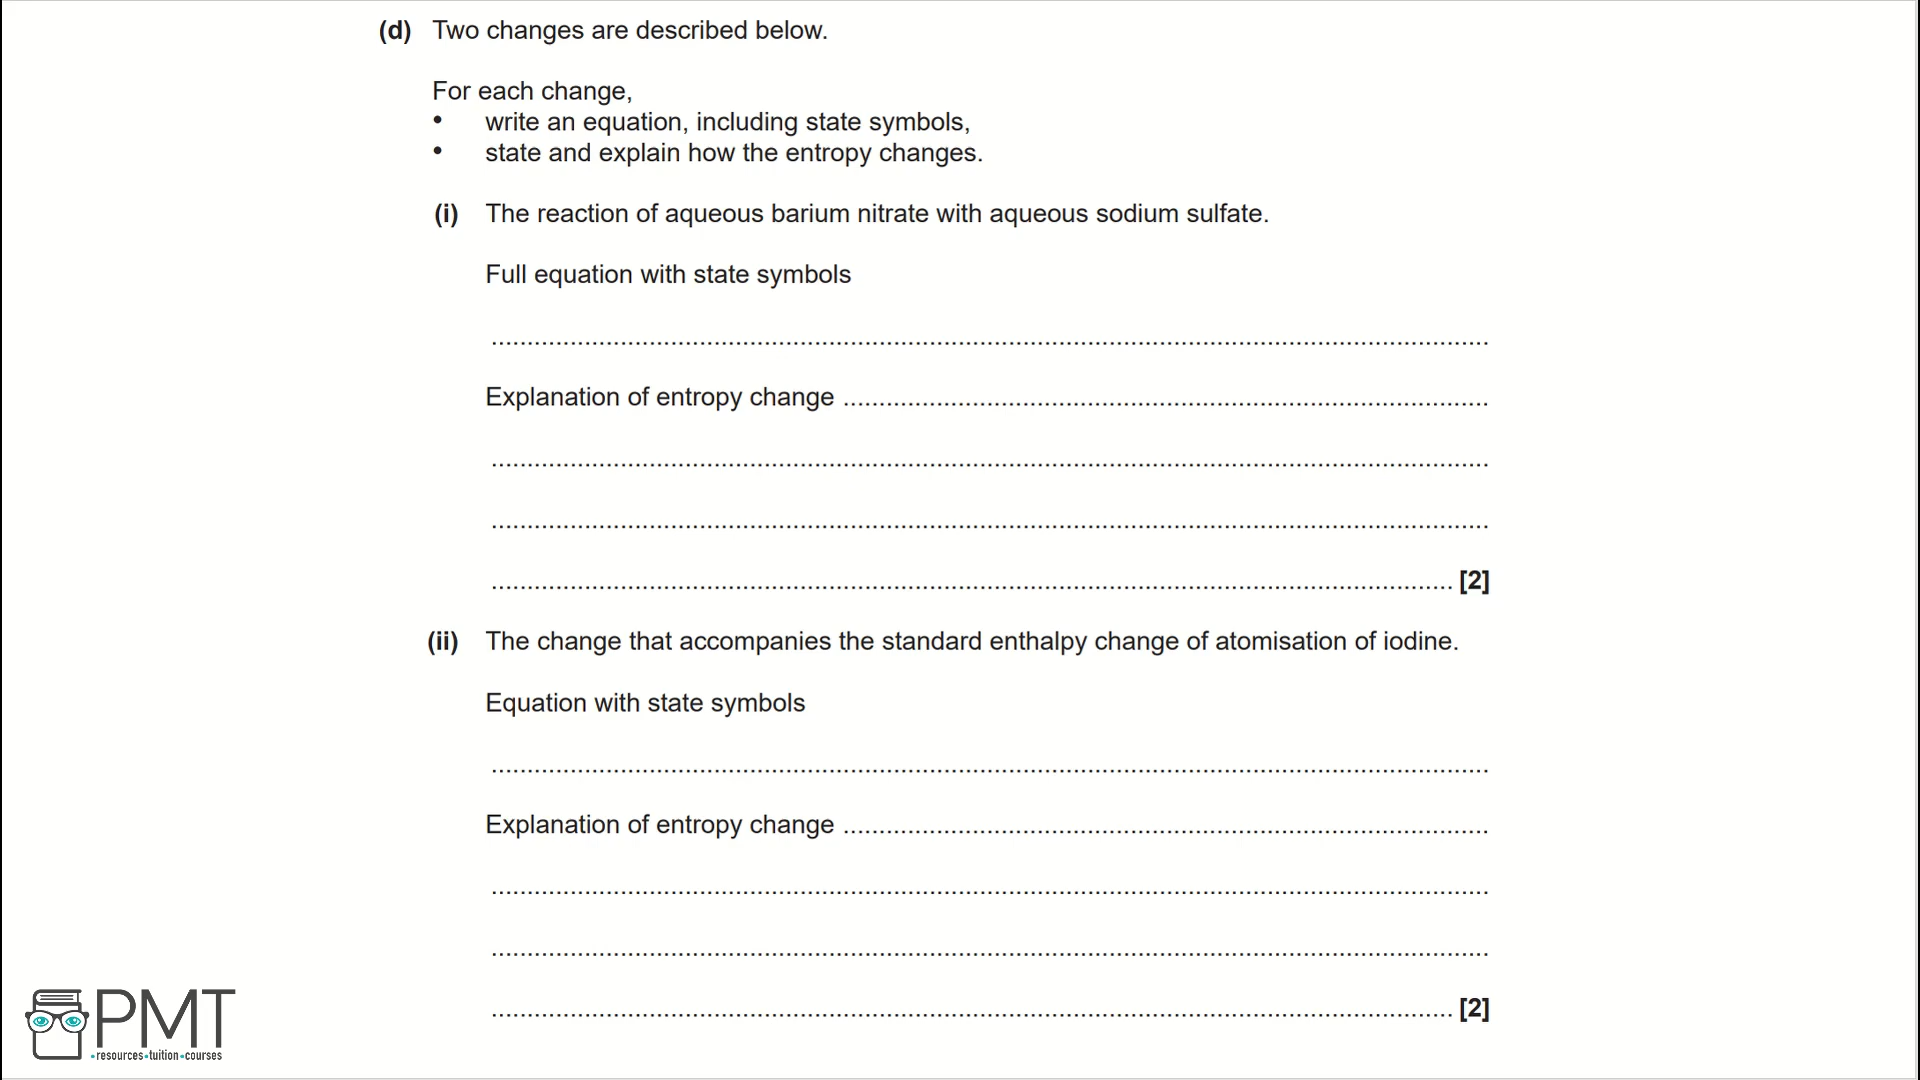 (d) Two changes are described below.
For each change,
• write an equation, including state symbols,
• state and explain how the entropy changes.
(i) The reaction of aqueous barium nitrate with aqueous sodium sulfate.
Full equation with state symbols
Explanation of entropy change
[2]
(ii) The change that accompanies the standard enthalpy change of atomisation of iodine.
Equation with state symbols
Explanation of entropy change
[2]
PMT
•resources•tuition•courses